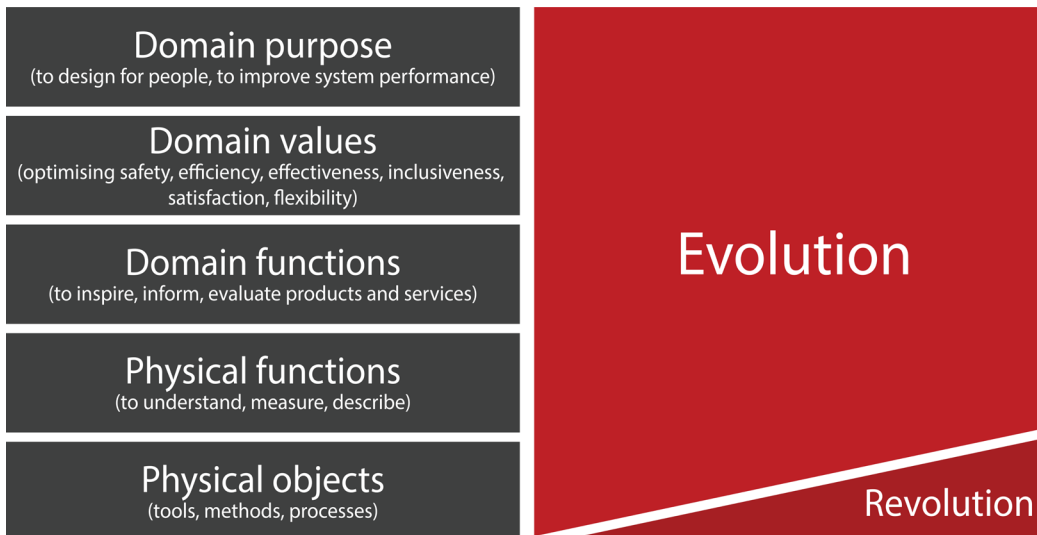 Domain purpose
(to design for people, to improve system performance)
Domain values
(optimising safety, efficiency, effectiveness, inclusiveness,
satisfaction, flexibility)
Domain functions
(to inspire, inform, evaluate products and services)
Physical functions
(to understand, measure, describe)
Physical objects
(tools, methods, processes)
Evolution
Revolution